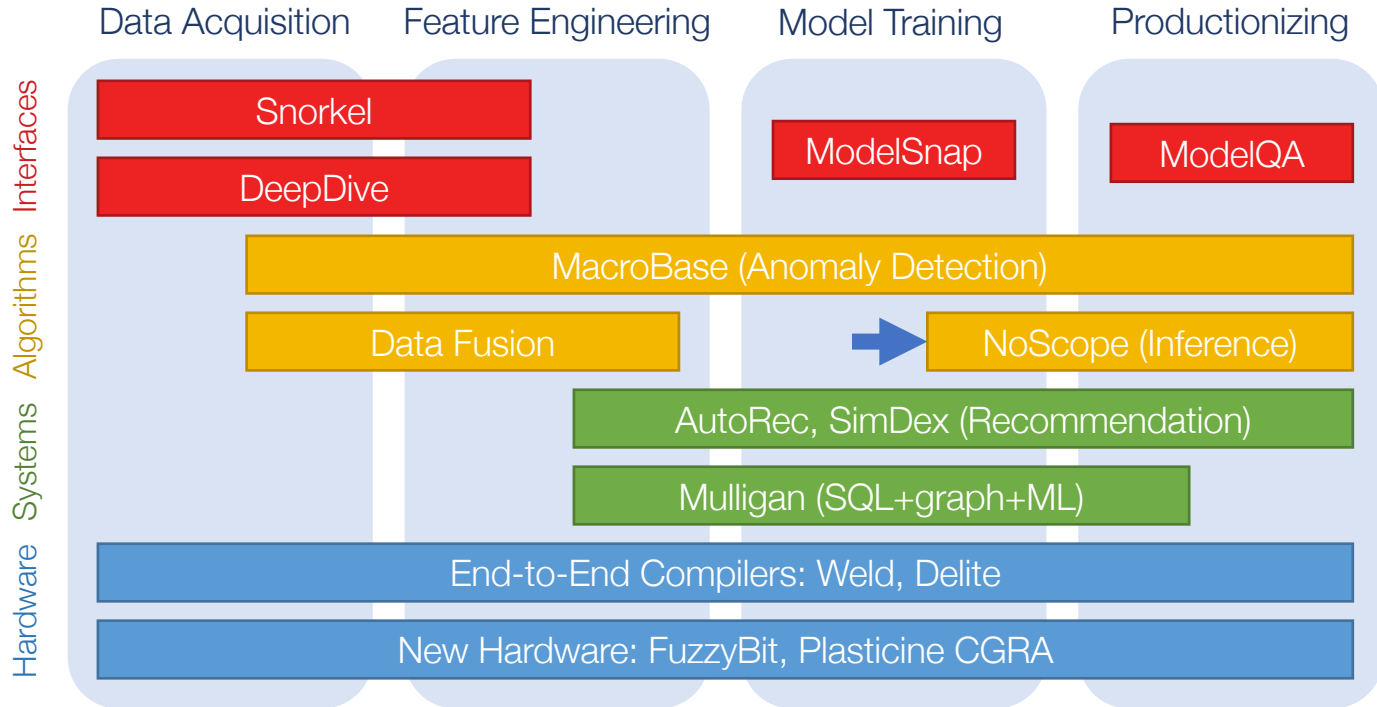 Data Acquisition
Feature Engineering
Model Training
Productionizing
Interfaces
Snorkel
DeepDive
ModelSnap
ModelQA
Algorithms
MacroBase (Anomaly Detection)
Data Fusion
NoScope (Inference)
Systems
AutoRec, SimDex (Recommendation)
Mulligan (SQL+graph+ML)
Hardware
End-to-End Compilers: Weld, Delite
New Hardware: FuzzyBit, Plasticine CGRA